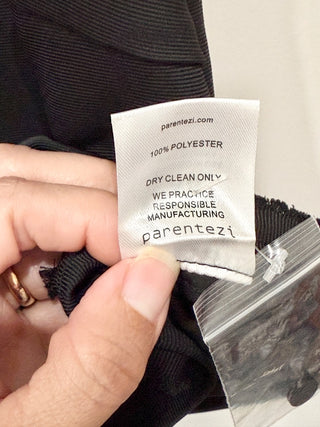 parentezi.com
100% POLYESTER
DRY CLEAN ONLY
WE PRACTICE
RESPONSIBLE
MANUFACTURING
parentezi